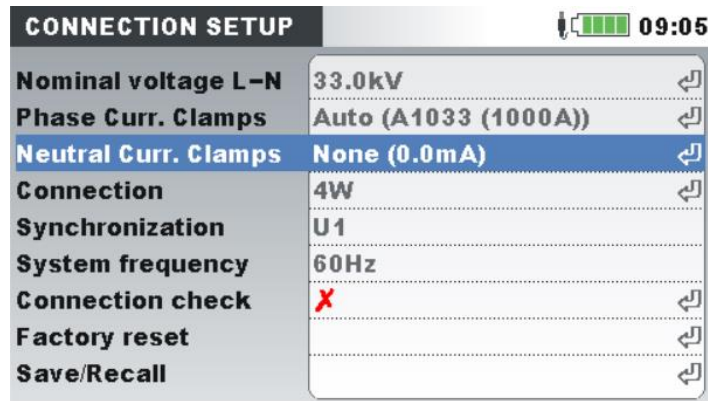 CONNECTION SETUP 09:05
Nominal voltage L-N 33.0kV
Phase Curr. Clamps Auto (A1033 (1000A))
Neutral Curr. Clamps None (0.0mA)
Connection 4W
Synchronization U1
System frequency 60Hz
Connection check ✗
Factory reset
Save/Recall